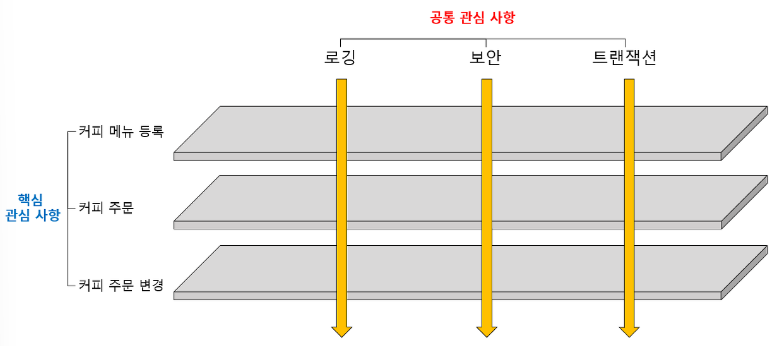 공통 관심 사항
로깅
보안
트랜잭션
커피 메뉴 등록
핵심
관심 사항
커피 주문
커피 주문 변경